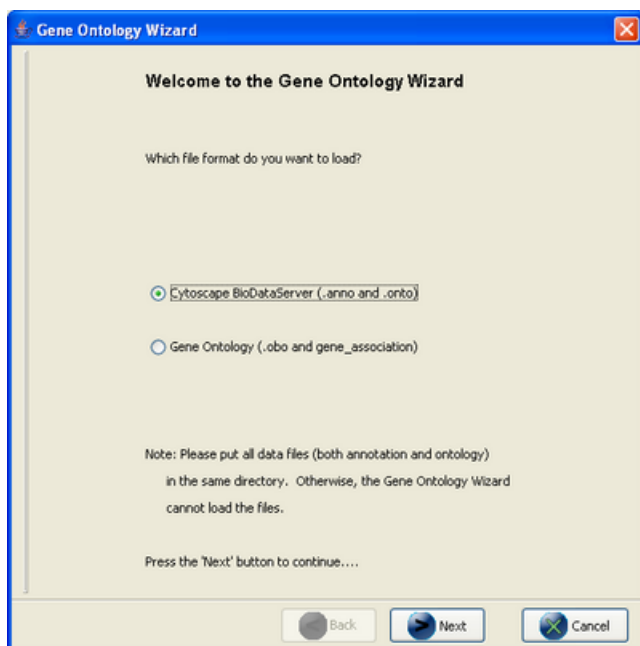 Gene Ontology Wizard
Welcome to the Gene Ontology Wizard
Which file format do you want to load?
Cytoscape BioDataServer (.anno and .onto)
Gene Ontology (.obo and gene_association)
Note: Please put all data files (both annotation and ontology)
in the same directory. Otherwise, the Gene Ontology Wizard
cannot load the files.
Press the 'Next' button to continue....
Back
Next
Cancel